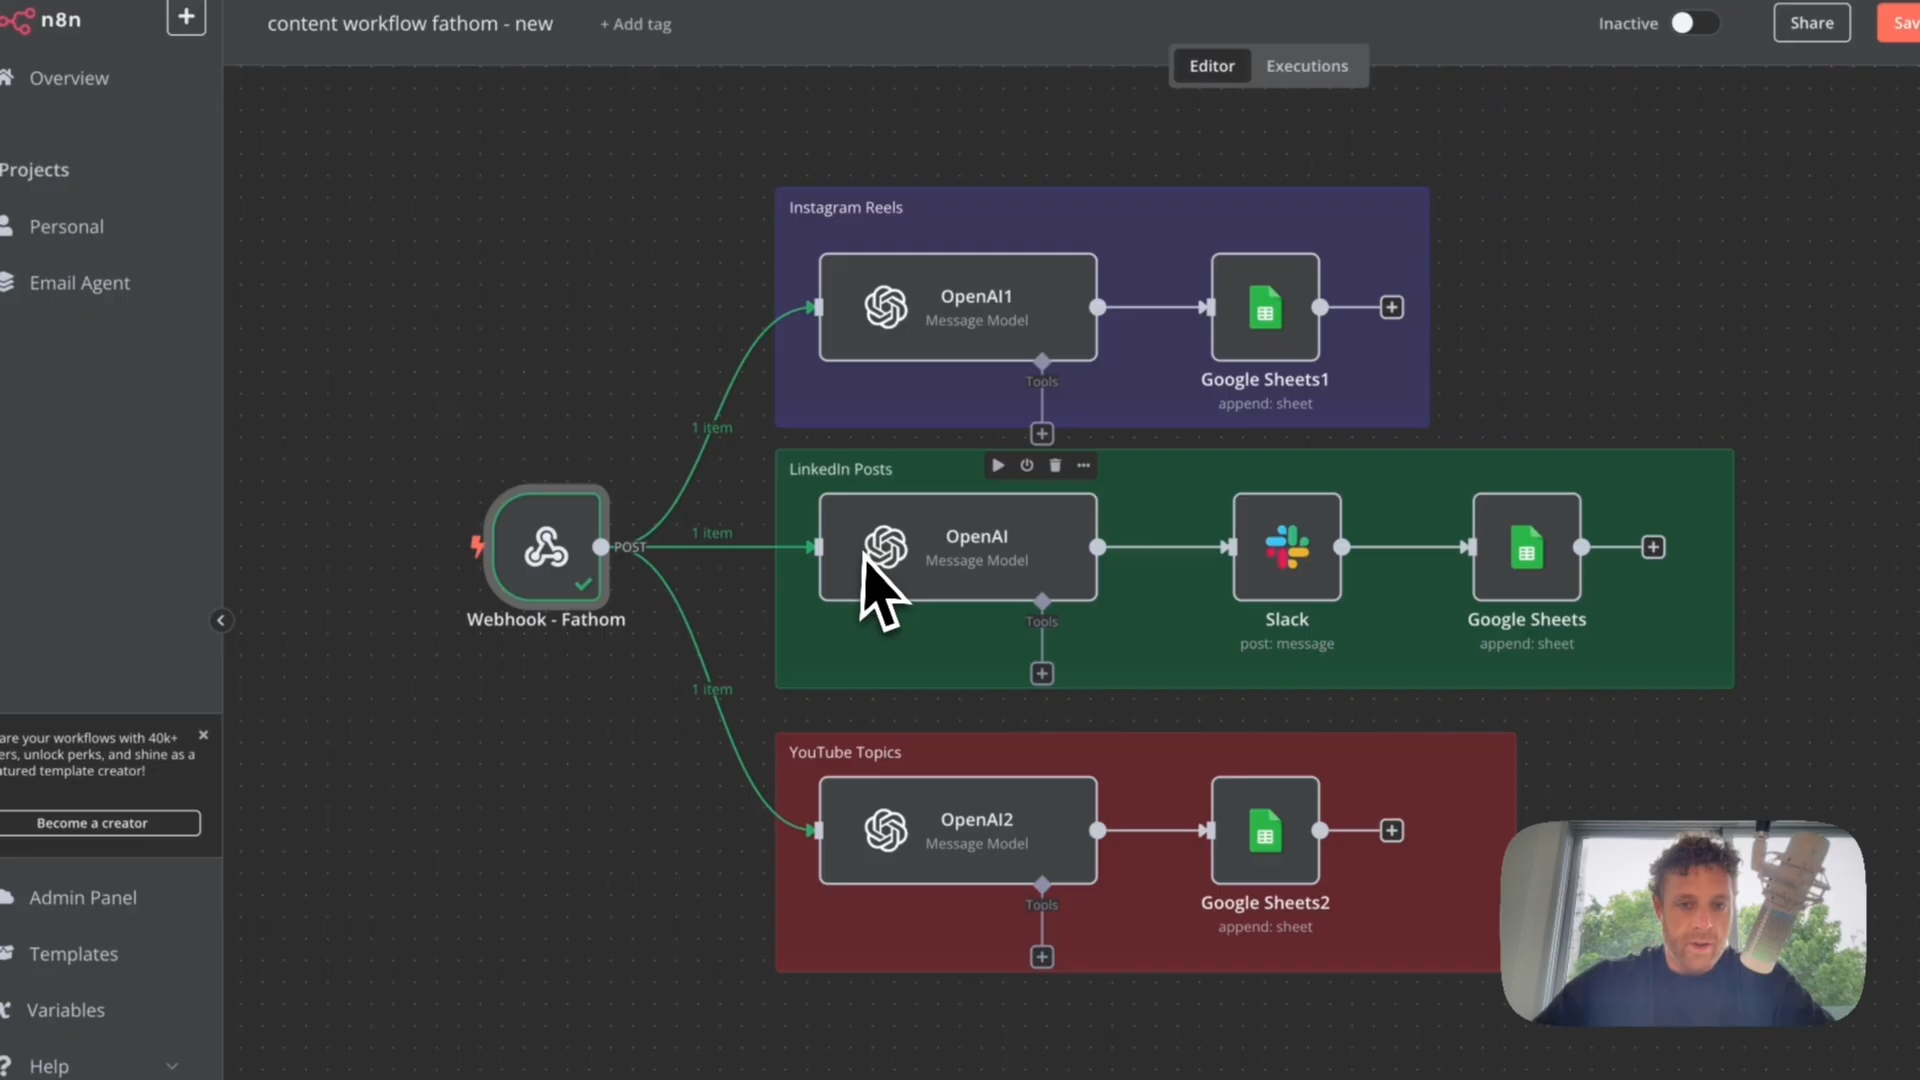 n8n
content workflow fathom - new
+ Add tag
Inactive
Share
Sav
Editor
Executions
Overview
Projects
Personal
Email Agent
Instagram Reels
OpenAI1
Message Model
Tools
Google Sheets1
append: sheet
1 item
LinkedIn Posts
OpenAI
Message Model
Tools
Slack
post: message
Google Sheets
append: sheet
1 item
POST
Webhook - Fathom
1 item
YouTube Topics
OpenAI2
Message Model
Tools
Google Sheets2
append: sheet
are your workflows with 40k+
ers, unlock perks, and shine as a
atured template creator!
Become a creator
Admin Panel
Templates
Variables
Help